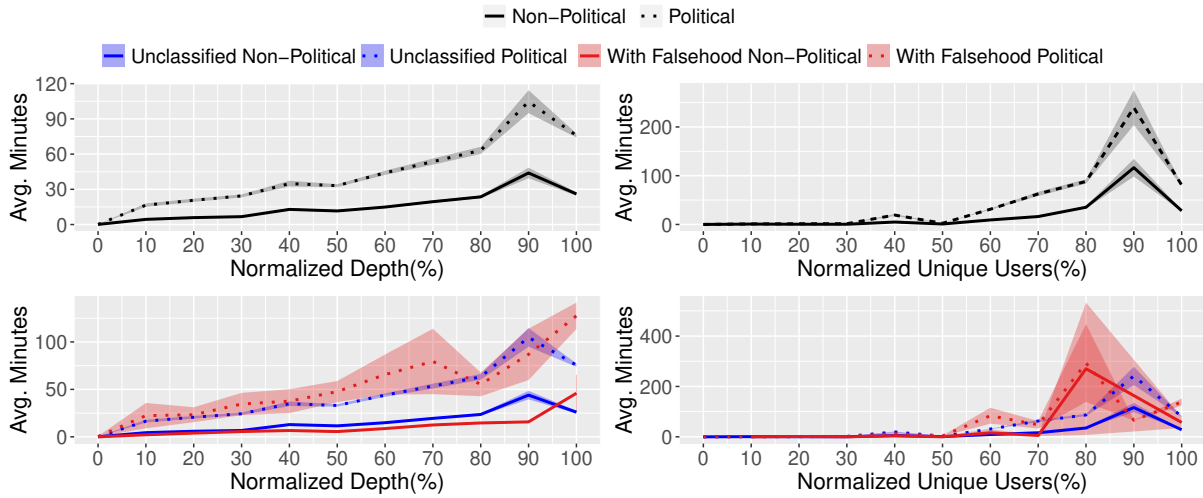 Non−Political Political
Unclassified Non−Political Unclassified Political With Falsehood Non−Political With Falsehood Political
Avg. Minutes
120
90
60
30
0
0 10 20 30 40 50 60 70 80 90 100
Normalized Depth(%)
Avg. Minutes
200
100
0
0 10 20 30 40 50 60 70 80 90 100
Normalized Unique Users(%)
Avg. Minutes
100
50
0
0 10 20 30 40 50 60 70 80 90 100
Normalized Depth(%)
Avg. Minutes
400
200
0
0 10 20 30 40 50 60 70 80 90 100
Normalized Unique Users(%)